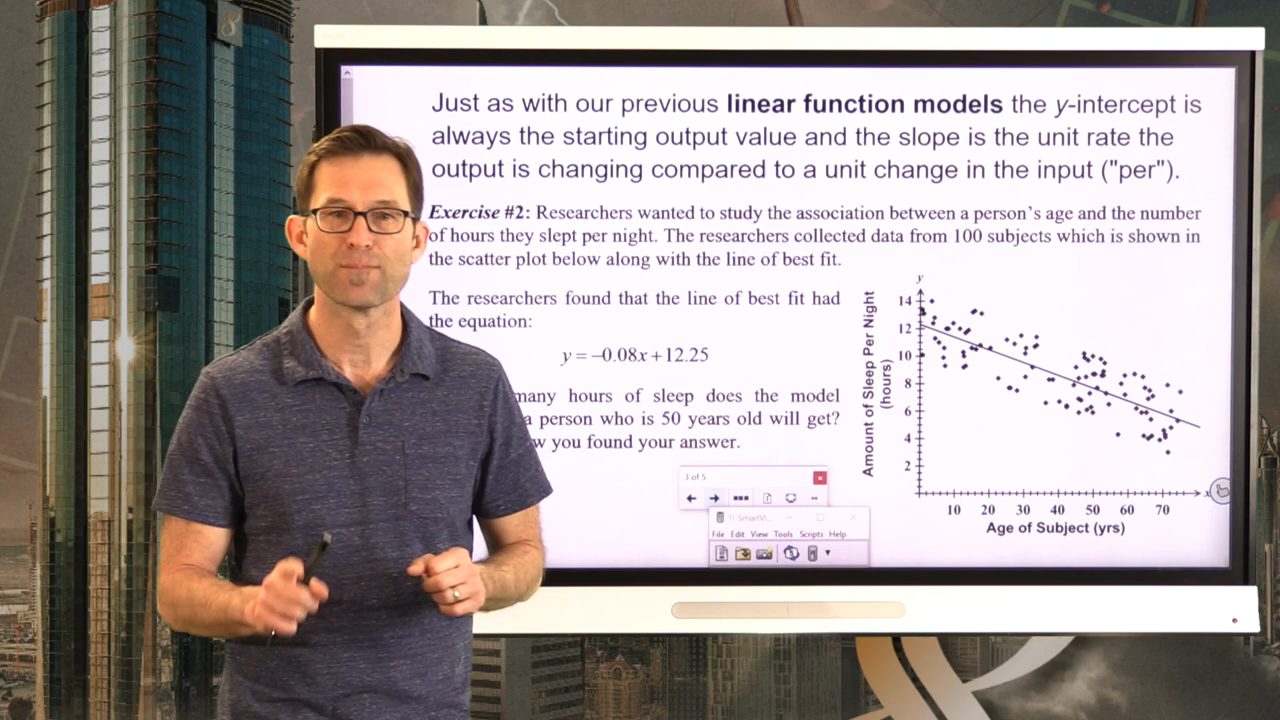 Just as with our previous linear function models the y-intercept is
always the starting output value and the slope is the unit rate the
output is changing compared to a unit change in the input ("per").
Exercise #2: Researchers wanted to study the association between a person's age and the number
of hours they slept per night. The researchers collected data from 100 subjects which is shown in
the scatter plot below along with the line of best fit.
The researchers found that the line of best fit had
the equation:
y = –0.08x + 12.25
many hours of sleep does the model
a person who is 50 years old will get?
w you found your answer.
y
14
12
10
8
6
4
2
Amount of Sleep Per Night
(hours)
10 20 30 40 50 60 70
x
Age of Subject (yrs)
3 of 5
TI SmartVi...
File Edit View Tools Scripts Help